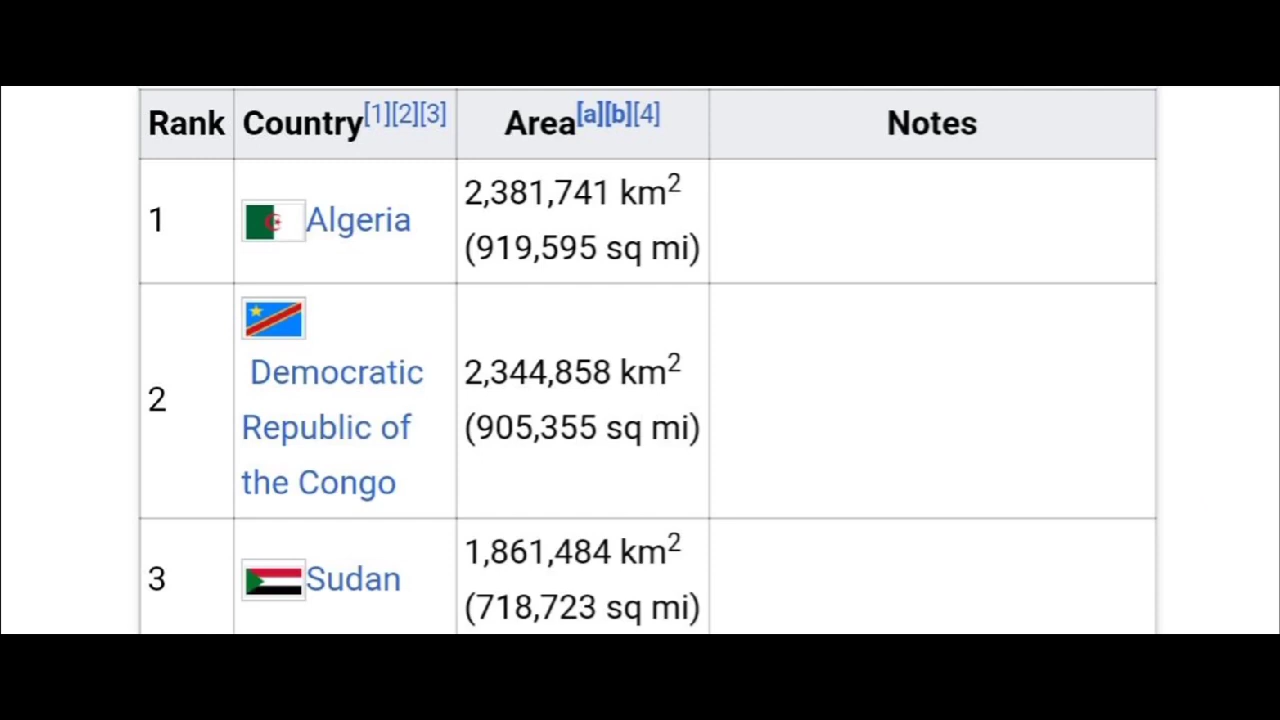 Rank Country[1][2][3] Area[a][b][4] Notes
1 Algeria 2,381,741 km2
(919,595 sq mi)
2 Democratic
Republic of
the Congo 2,344,858 km2
(905,355 sq mi)
3 Sudan 1,861,484 km2
(718,723 sq mi)